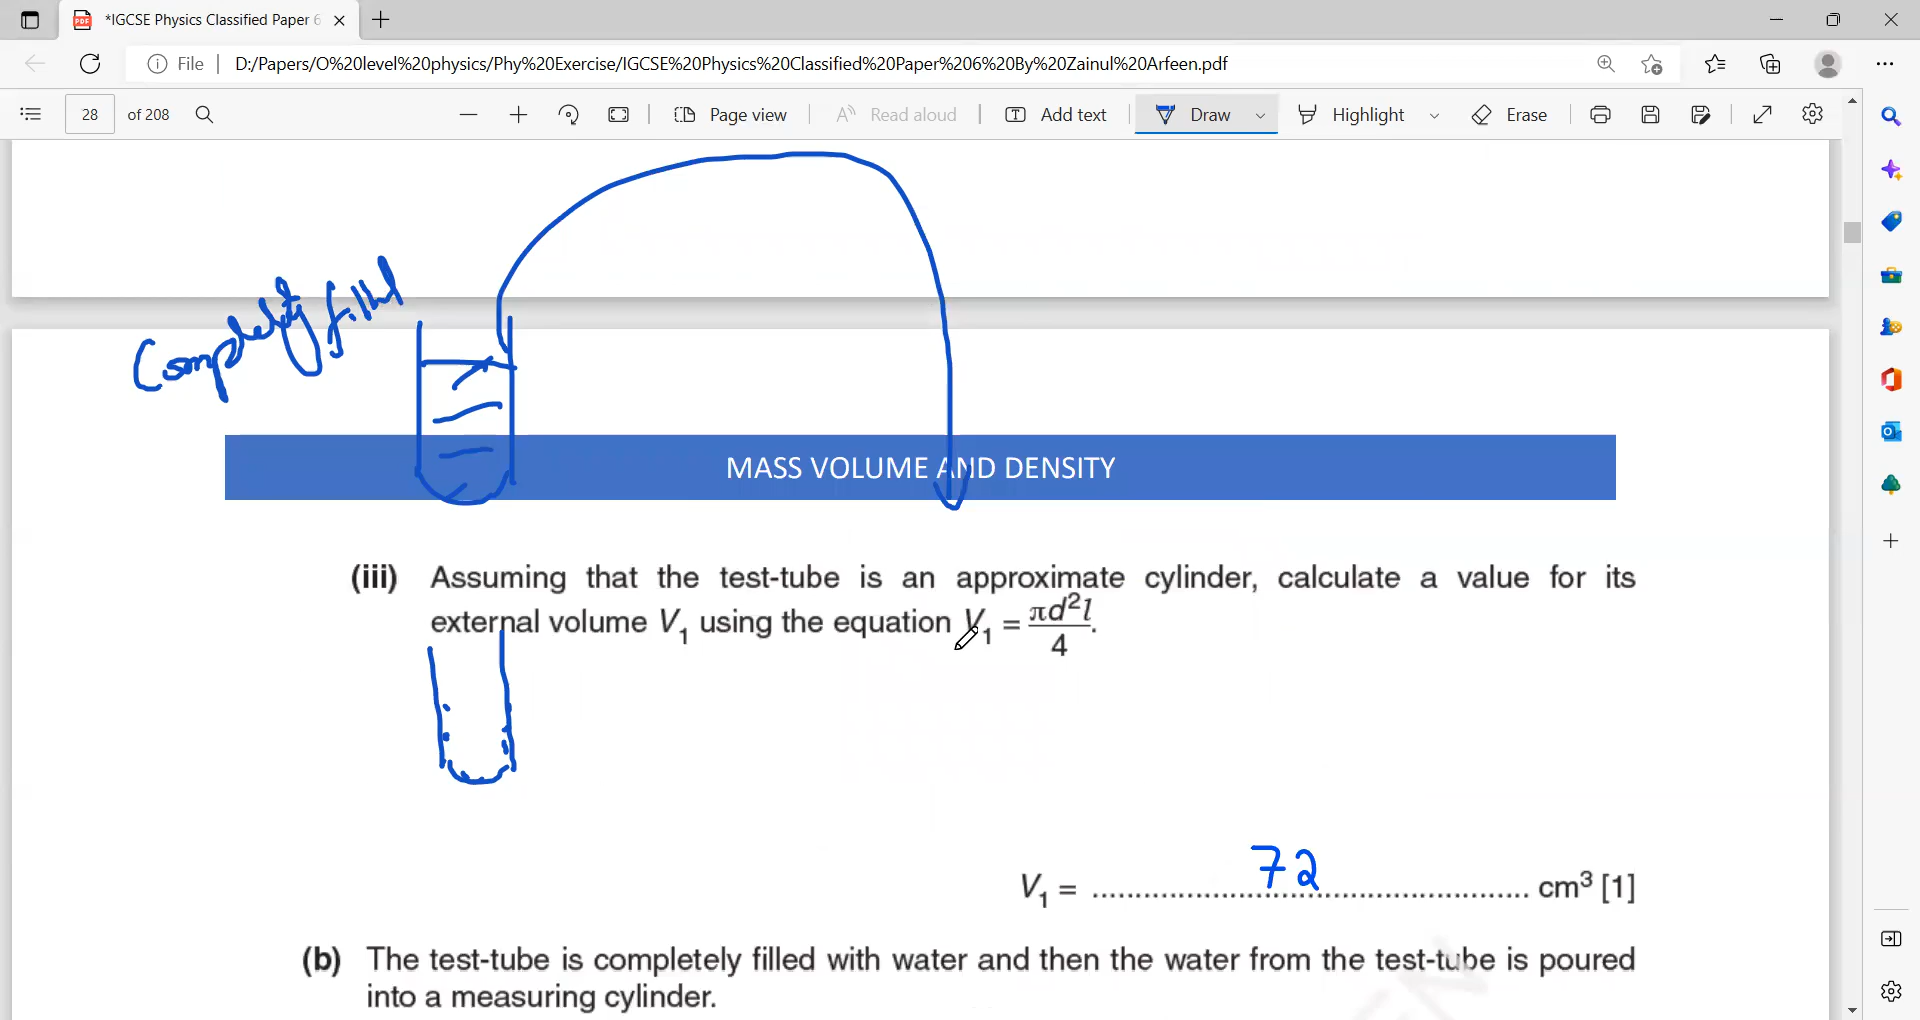 *IGCSE Physics Classified Paper 6
File
D:/Papers/O%20level%20physics/Phy%20Exercise/IGCSE%20Physics%20Classified%20Paper%206%20By%20Zainul%20Arfeen.pdf
28 of 208
Page view
Read aloud
Add text
Draw
Highlight
Erase
Completely filled
MASS VOLUME AND DENSITY
(iii) Assuming that the test-tube is an approximate cylinder, calculate a value for its
external volume V₁ using the equation V₁ = πd²l/4.
72
V₁ = .................................................... cm³ [1]
(b) The test-tube is completely filled with water and then the water from the test-tube is poured
into a measuring cylinder.